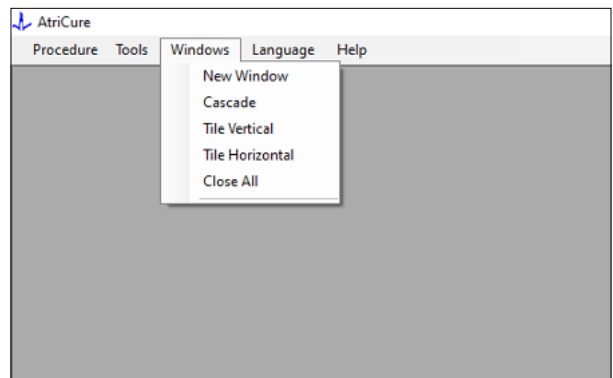 AtriCure
Procedure Tools Windows Language Help
New Window
Cascade
Tile Vertical
Tile Horizontal
Close All